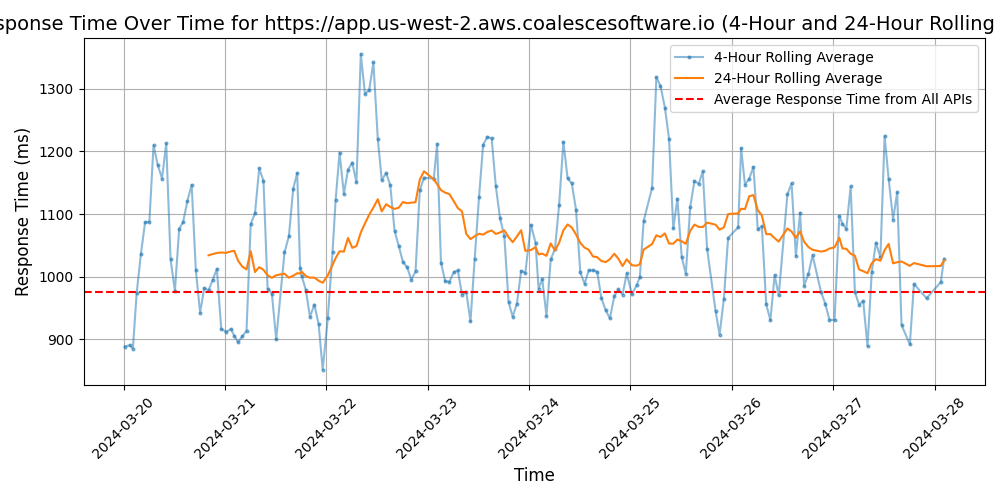 sponse Time Over Time for https://app.us-west-2.aws.coalescesoftware.io (4-Hour and 24-Hour Rolling
4-Hour Rolling Average
24-Hour Rolling Average
Average Response Time from All APIs
Response Time (ms)
1300
1200
1100
1000
900
2024-03-20
2024-03-21
2024-03-22
2024-03-23
2024-03-24
2024-03-25
2024-03-26
2024-03-27
2024-03-28
Time